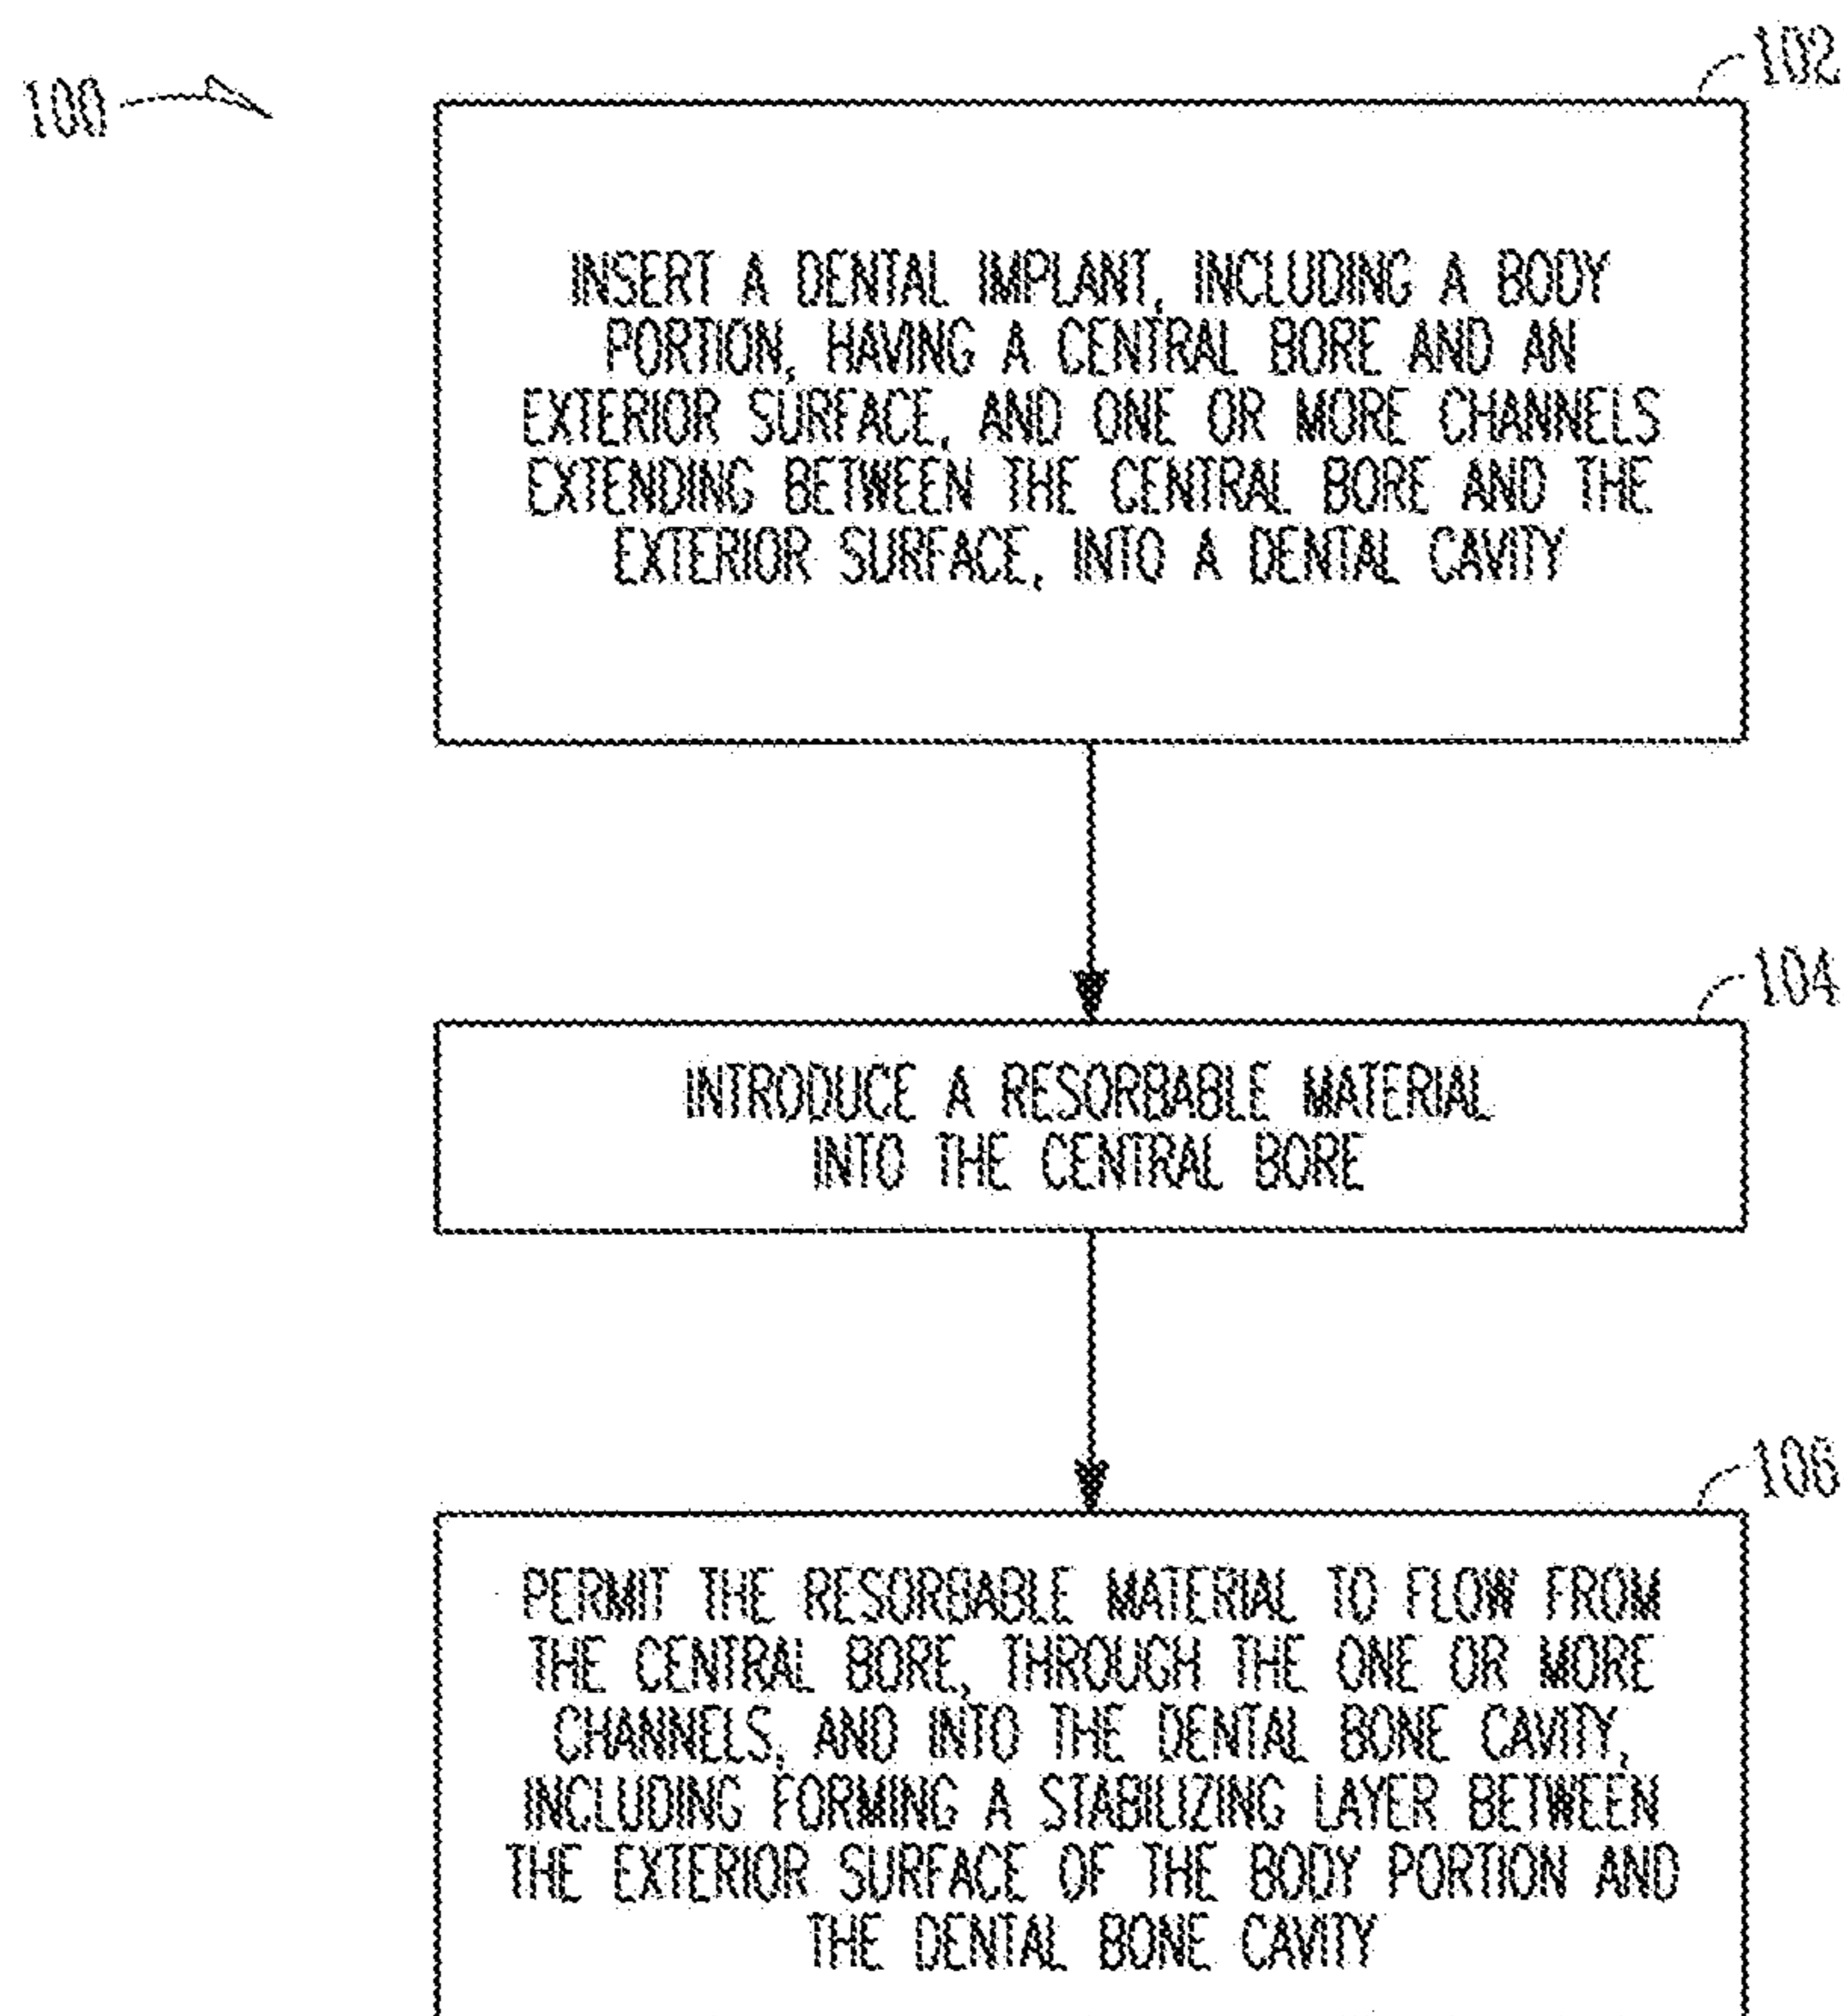 100
102
INSERT A DENTAL IMPLANT, INCLUDING A BODY
PORTION, HAVING A CENTRAL BORE AND AN
EXTERIOR SURFACE, AND ONE OR MORE CHANNELS
EXTENDING BETWEEN THE CENTRAL BORE AND THE
EXTERIOR SURFACE, INTO A DENTAL CAVITY
104
INTRODUCE A RESORBABLE MATERIAL
INTO THE CENTRAL BORE
106
PERMIT THE RESORBABLE MATERIAL TO FLOW FROM
THE CENTRAL BORE, THROUGH THE ONE OR MORE
CHANNELS, AND INTO THE DENTAL BONE CAVITY,
INCLUDING FORMING A STABILIZING LAYER BETWEEN
THE EXTERIOR SURFACE OF THE BODY PORTION AND
THE DENTAL BONE CAVITY